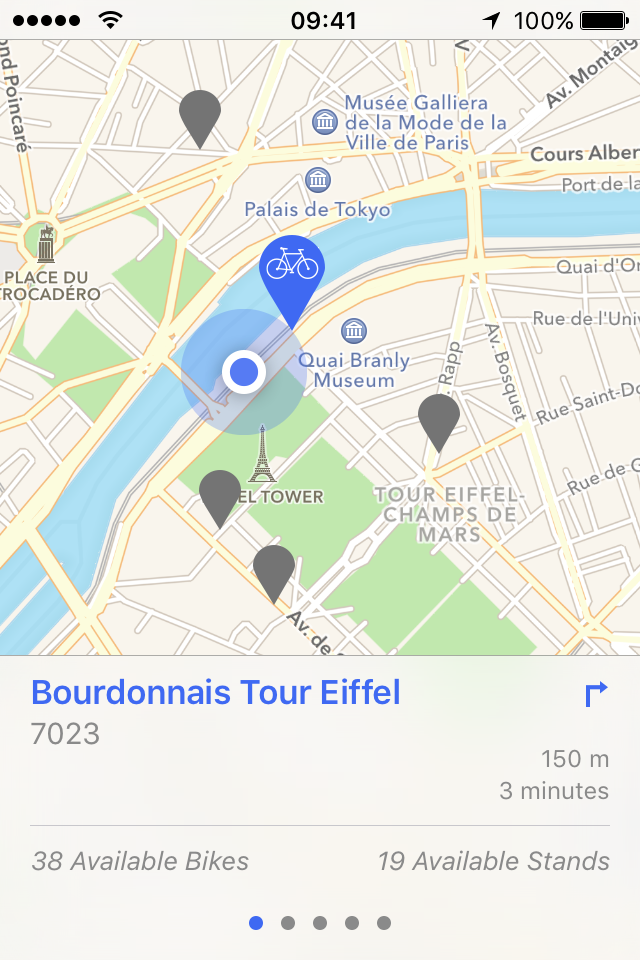 09:41
100%
ond Poincaré
Av. Montaig
Musée Galliera
de la Mode de la
Ville de Paris
Cours Alber
Port de la
Palais de Tokyo
PLACE DU
TROCADÉRO
Quai d'Or
Rue de l'Univ
Quai Branly
Museum
Rapp
Av. Bosquet
Rue Saint-Do
Rue de G
EL TOWER
TOUR EIFFEL-
CHAMPS DE
MARS
Av. de
Bourdonnais Tour Eiffel
7023
150 m
3 minutes
38 Available Bikes
19 Available Stands